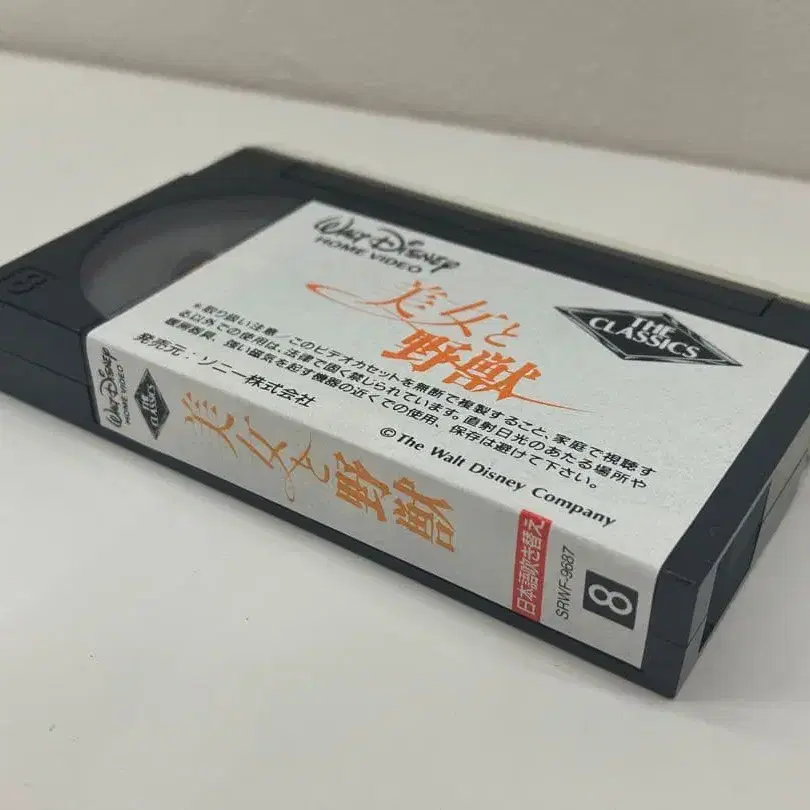 WALT DISNEY
HOME VIDEO
THE
CLASSICS
美女と
野獣
*取り扱い注意／このビデオカセットを無断で複製すること、家庭で視聴す
る以外での使用は、法律で固く禁じられています。直射日光のあたる場所や
暖房器具、強い磁気を起す機器の近くでの使用、保存は避けて下さい。
発売元：ソニー株式会社
©The Walt Disney Company
WALT DISNEY
HOME VIDEO
THE
CLASSICS
美女と野獣
日本語吹き替え
SRWF-9687
8
8